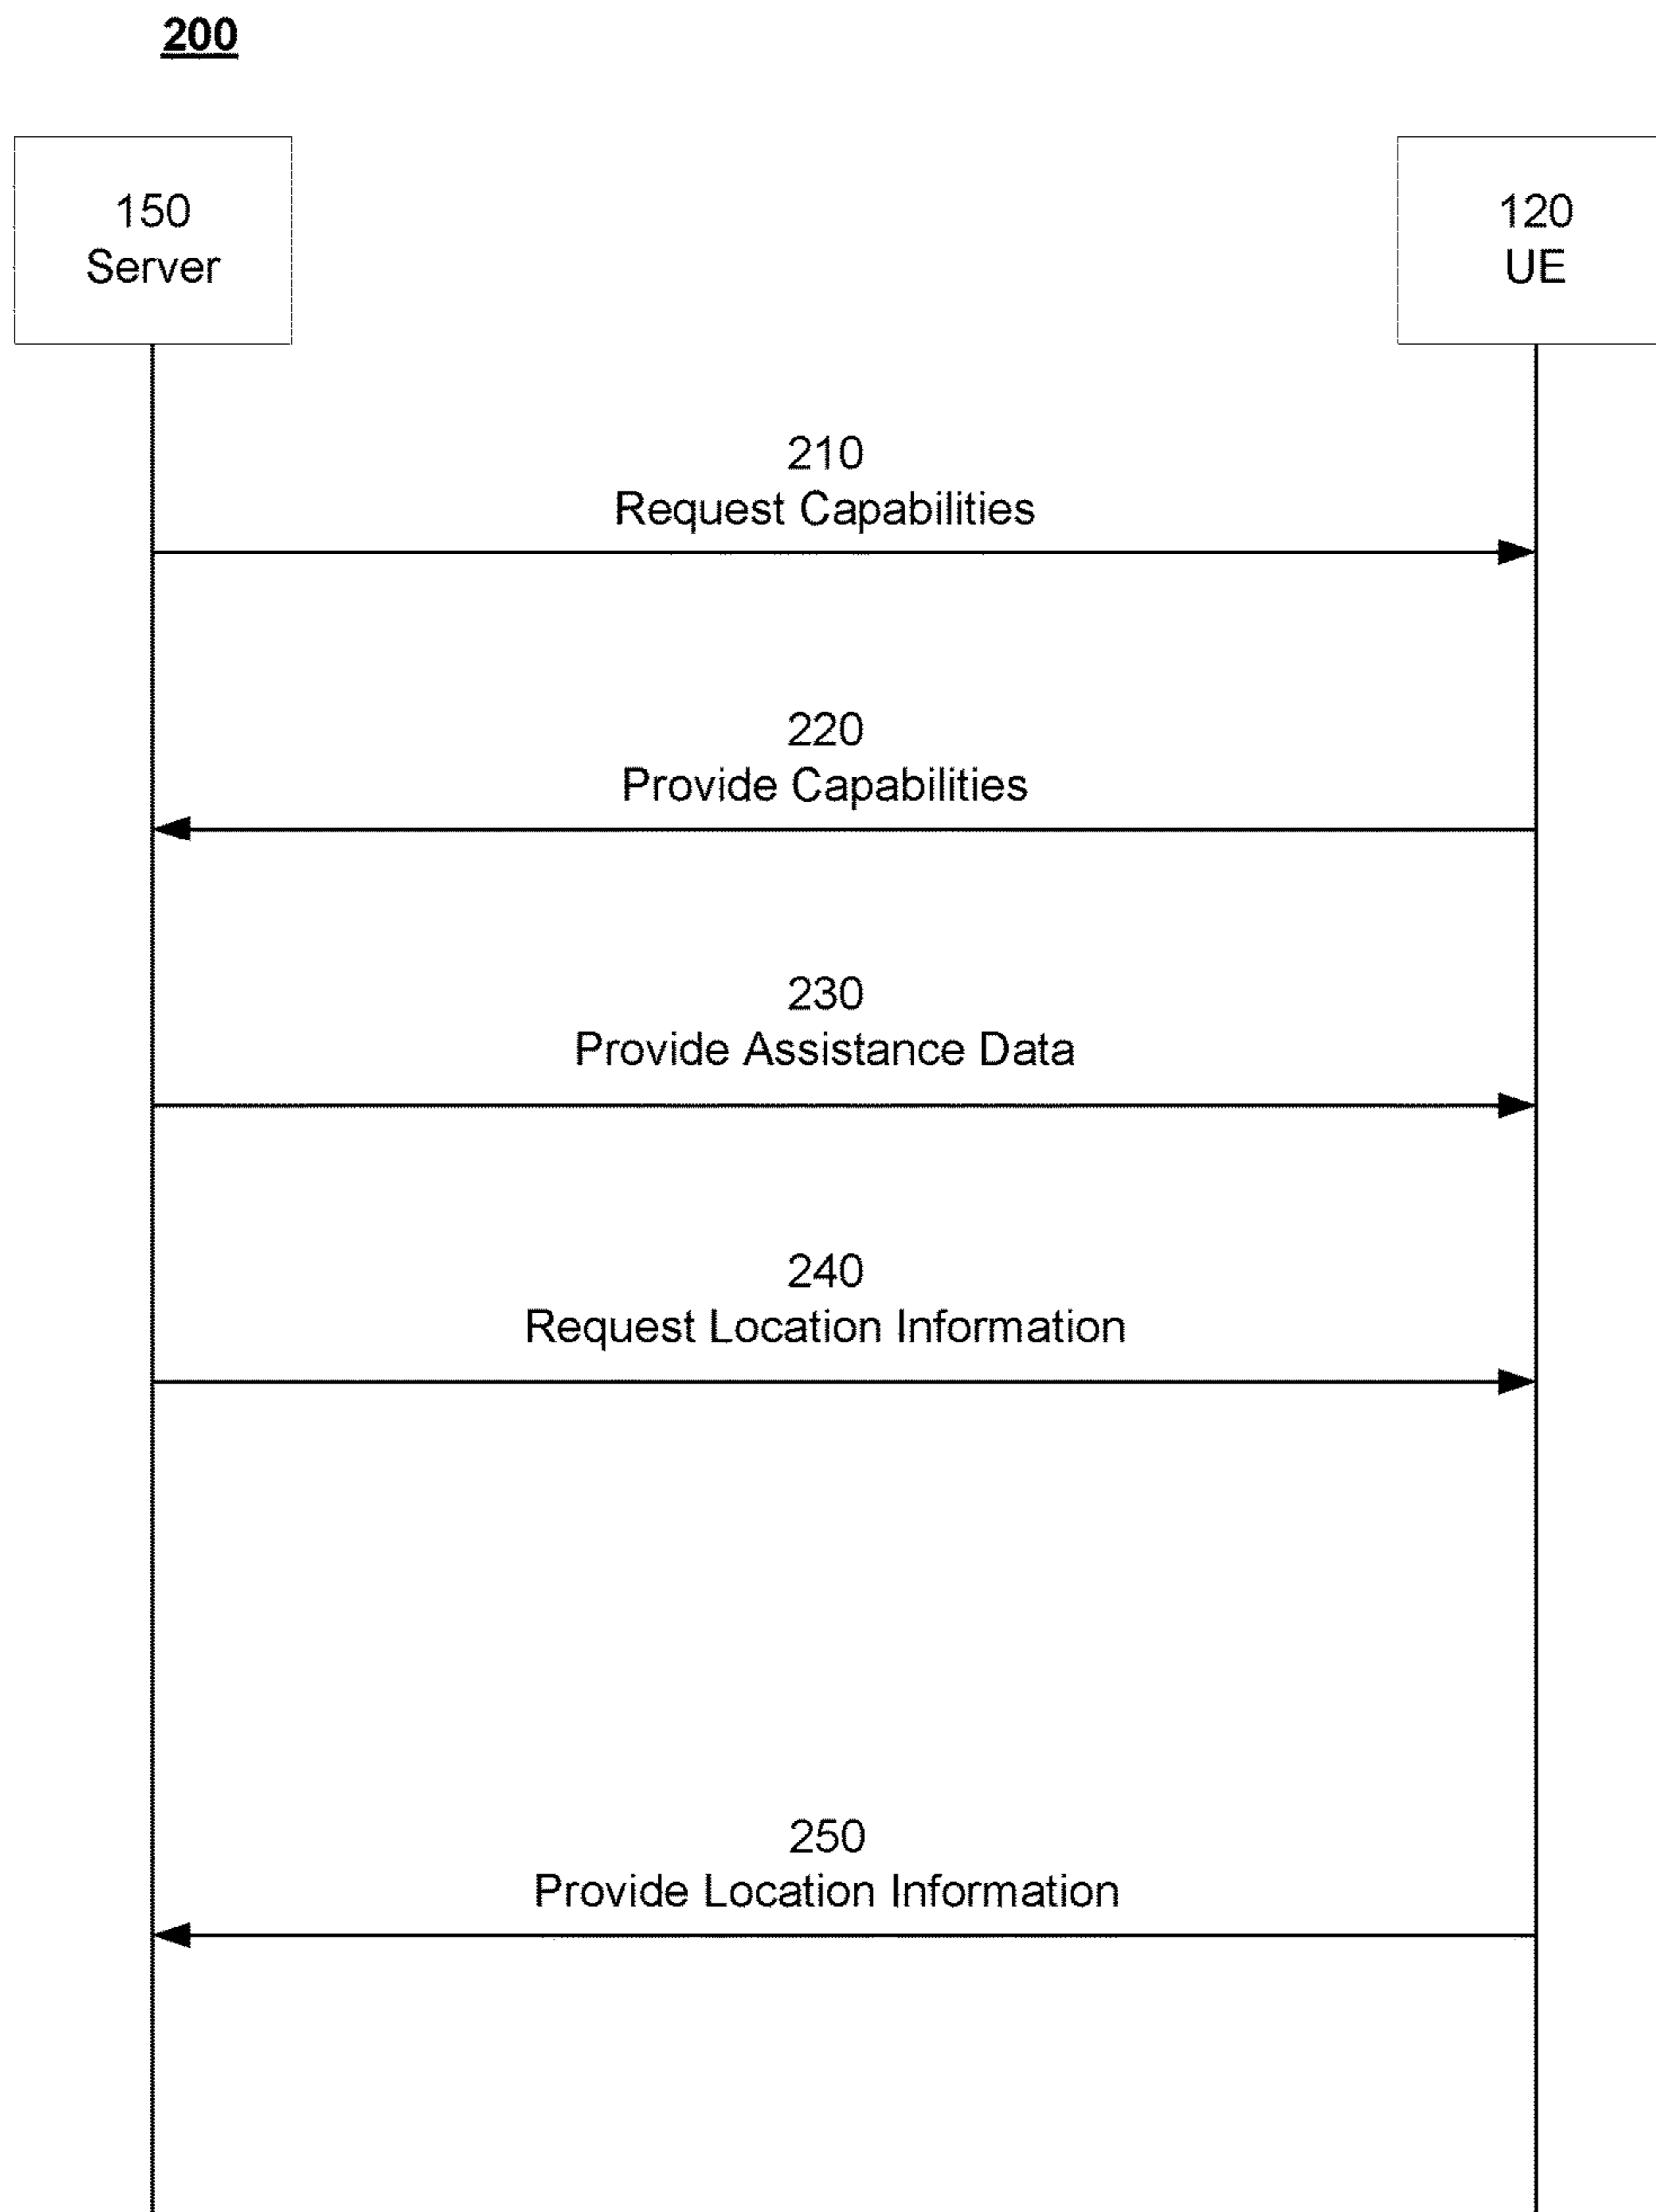 200
150
Server
120
UE
210
Request Capabilities
220
Provide Capabilities
230
Provide Assistance Data
240
Request Location Information
250
Provide Location Information